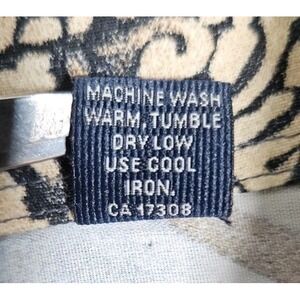 MACHINE WASH
WARM, TUMBLE
DRY LOW
USE COOL
IRON.
CA 17308